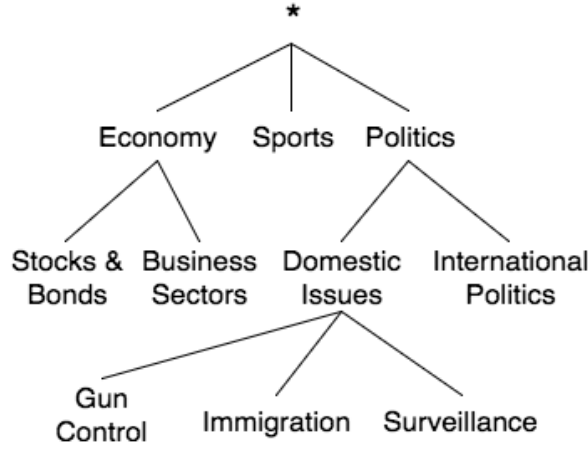 *
Economy Sports Politics
Stocks & Business Domestic International
Bonds Sectors Issues Politics
Gun
Control Immigration Surveillance